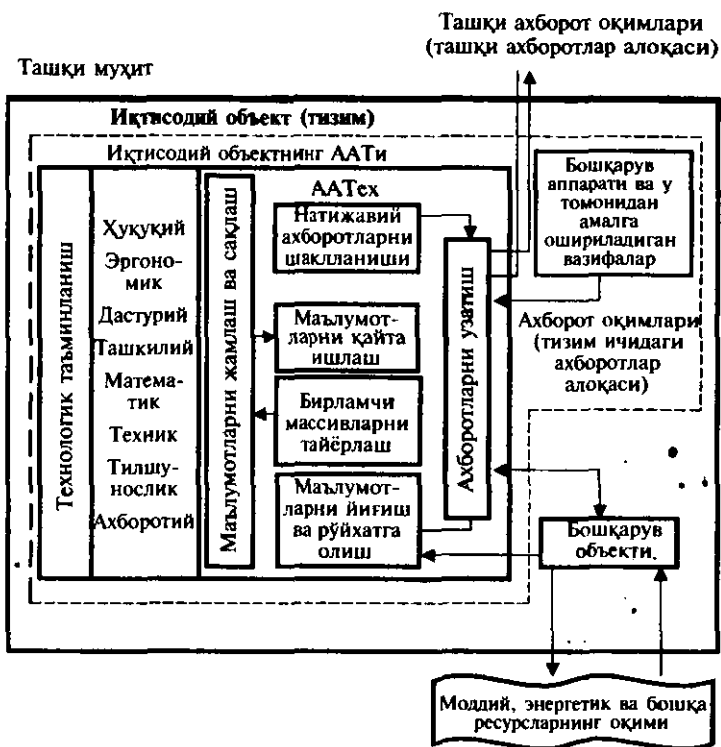 Ташқи ахборот оқимлари
(ташқи ахборотлар алоқаси)
Ташқи муҳит
Иқтисодий объект (тизим)
Иқтисодий объектнинг ААТи
Технологик таъминланиш
Ҳуқуқий
Эргоно-
мик
Дастурий
Ташкилий
Матема-
тик
Техник
Тилшу-
нослик
Ахборотий
Маълумотларни жамлаш ва сақлаш
ААТех
Натижавий
ахборотларни
шаклланиши
Маълумот-
ларни қайта
ишлаш
Бирламчи
массивларни
тайёрлаш
Маълумот-
ларни йиғиш
ва рўйхатга
олиш
Ахборотларни узатиш
Бошқарув
аппарати ва у
томонидан
амалга
ошириладиган
вазифалар
Ахборот оқимлари
(тизим ичидаги
ахборотлар
алоқаси)
Бошқарув
объекти.
Моддий, энергетик ва бошқа
ресурсларнинг оқими